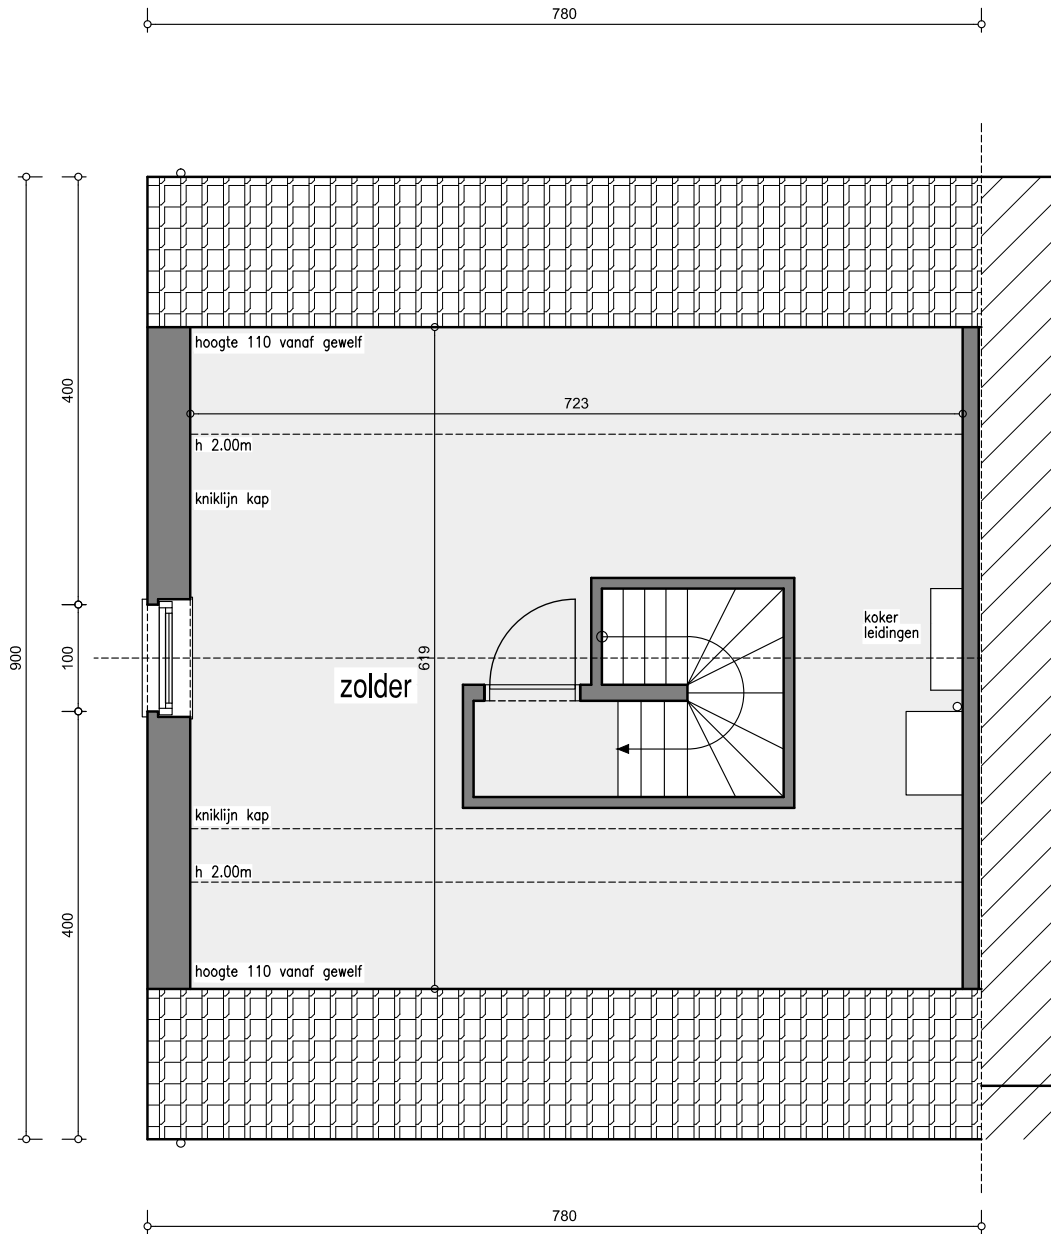 780
hoogte 110 vanaf gewelf
400
723
h 2.00m
kniklijn kap
koker
leidingen
900
100
619
zolder
kniklijn kap
h 2.00m
400
hoogte 110 vanaf gewelf
780